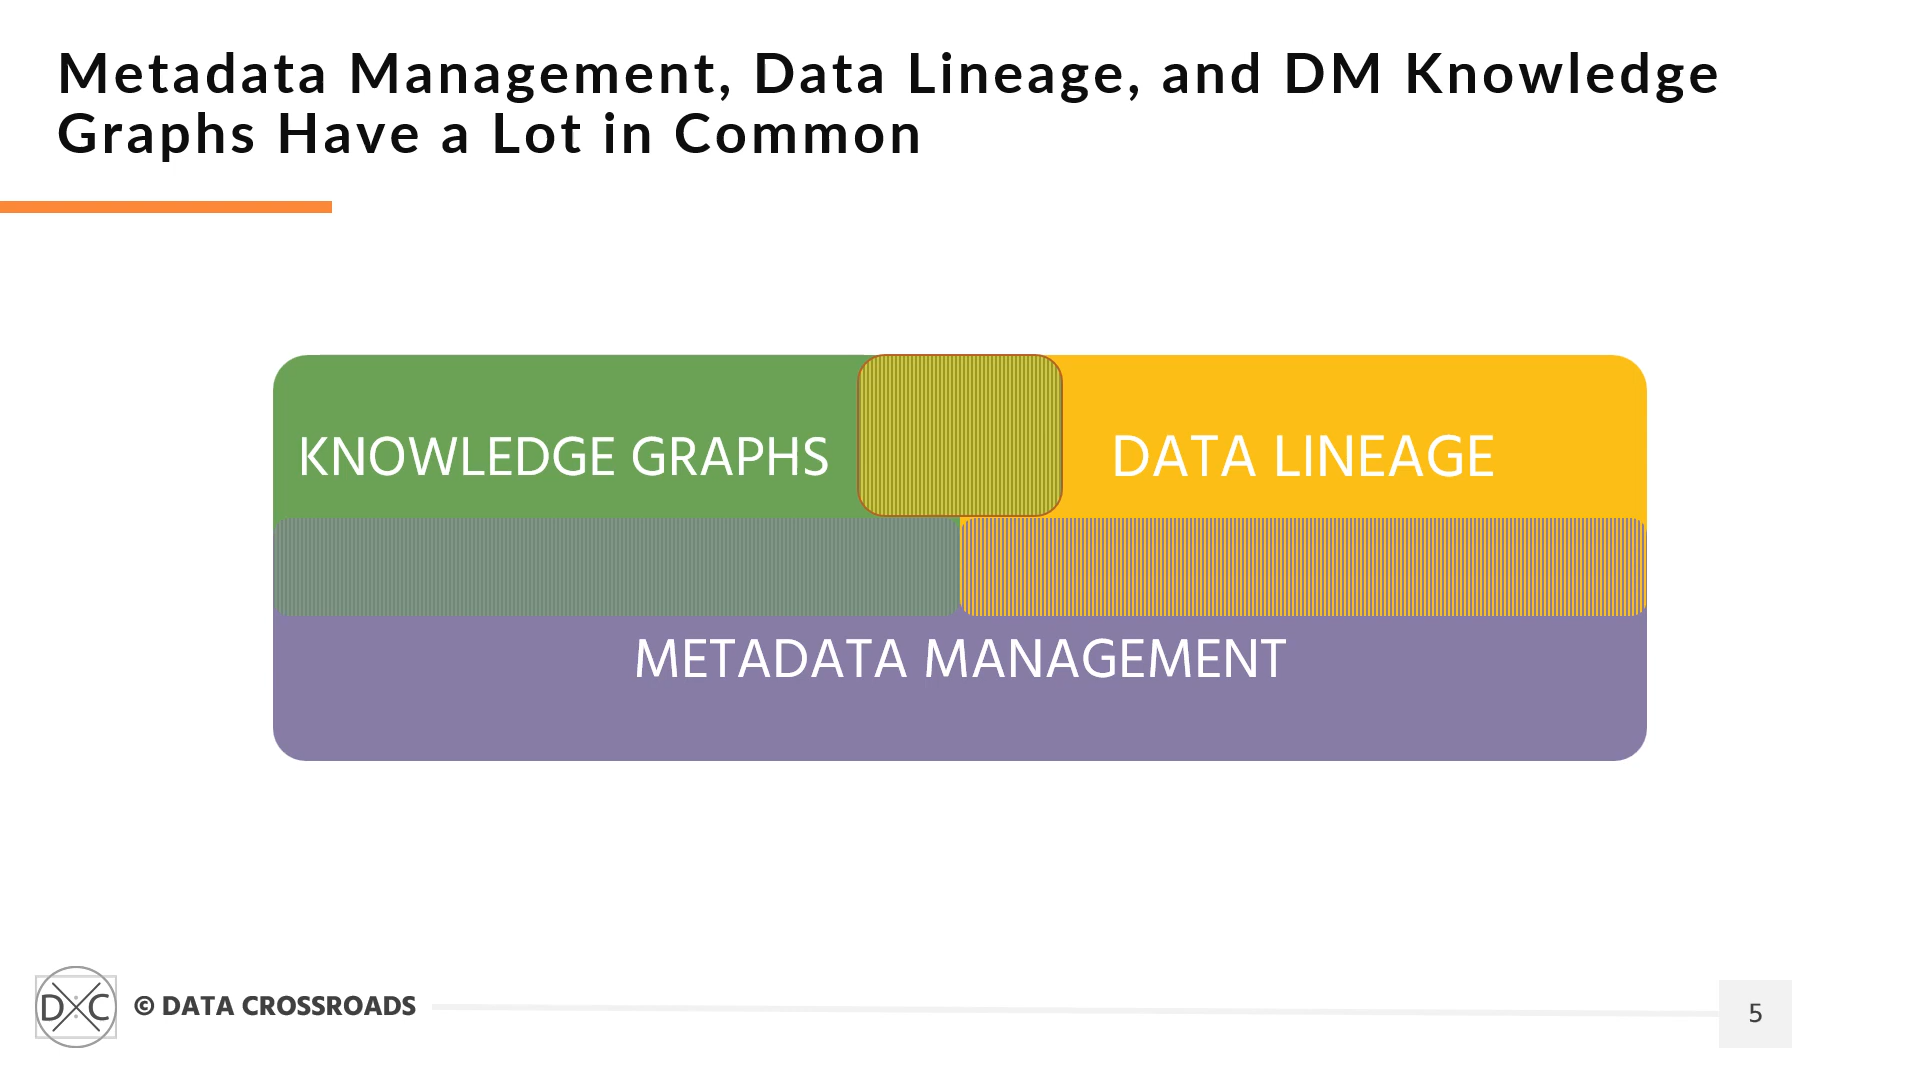 Metadata Management, Data Lineage, and DM Knowledge
Graphs Have a Lot in Common
KNOWLEDGE GRAPHS
DATA LINEAGE
METADATA MANAGEMENT
D C
© DATA CROSSROADS
5